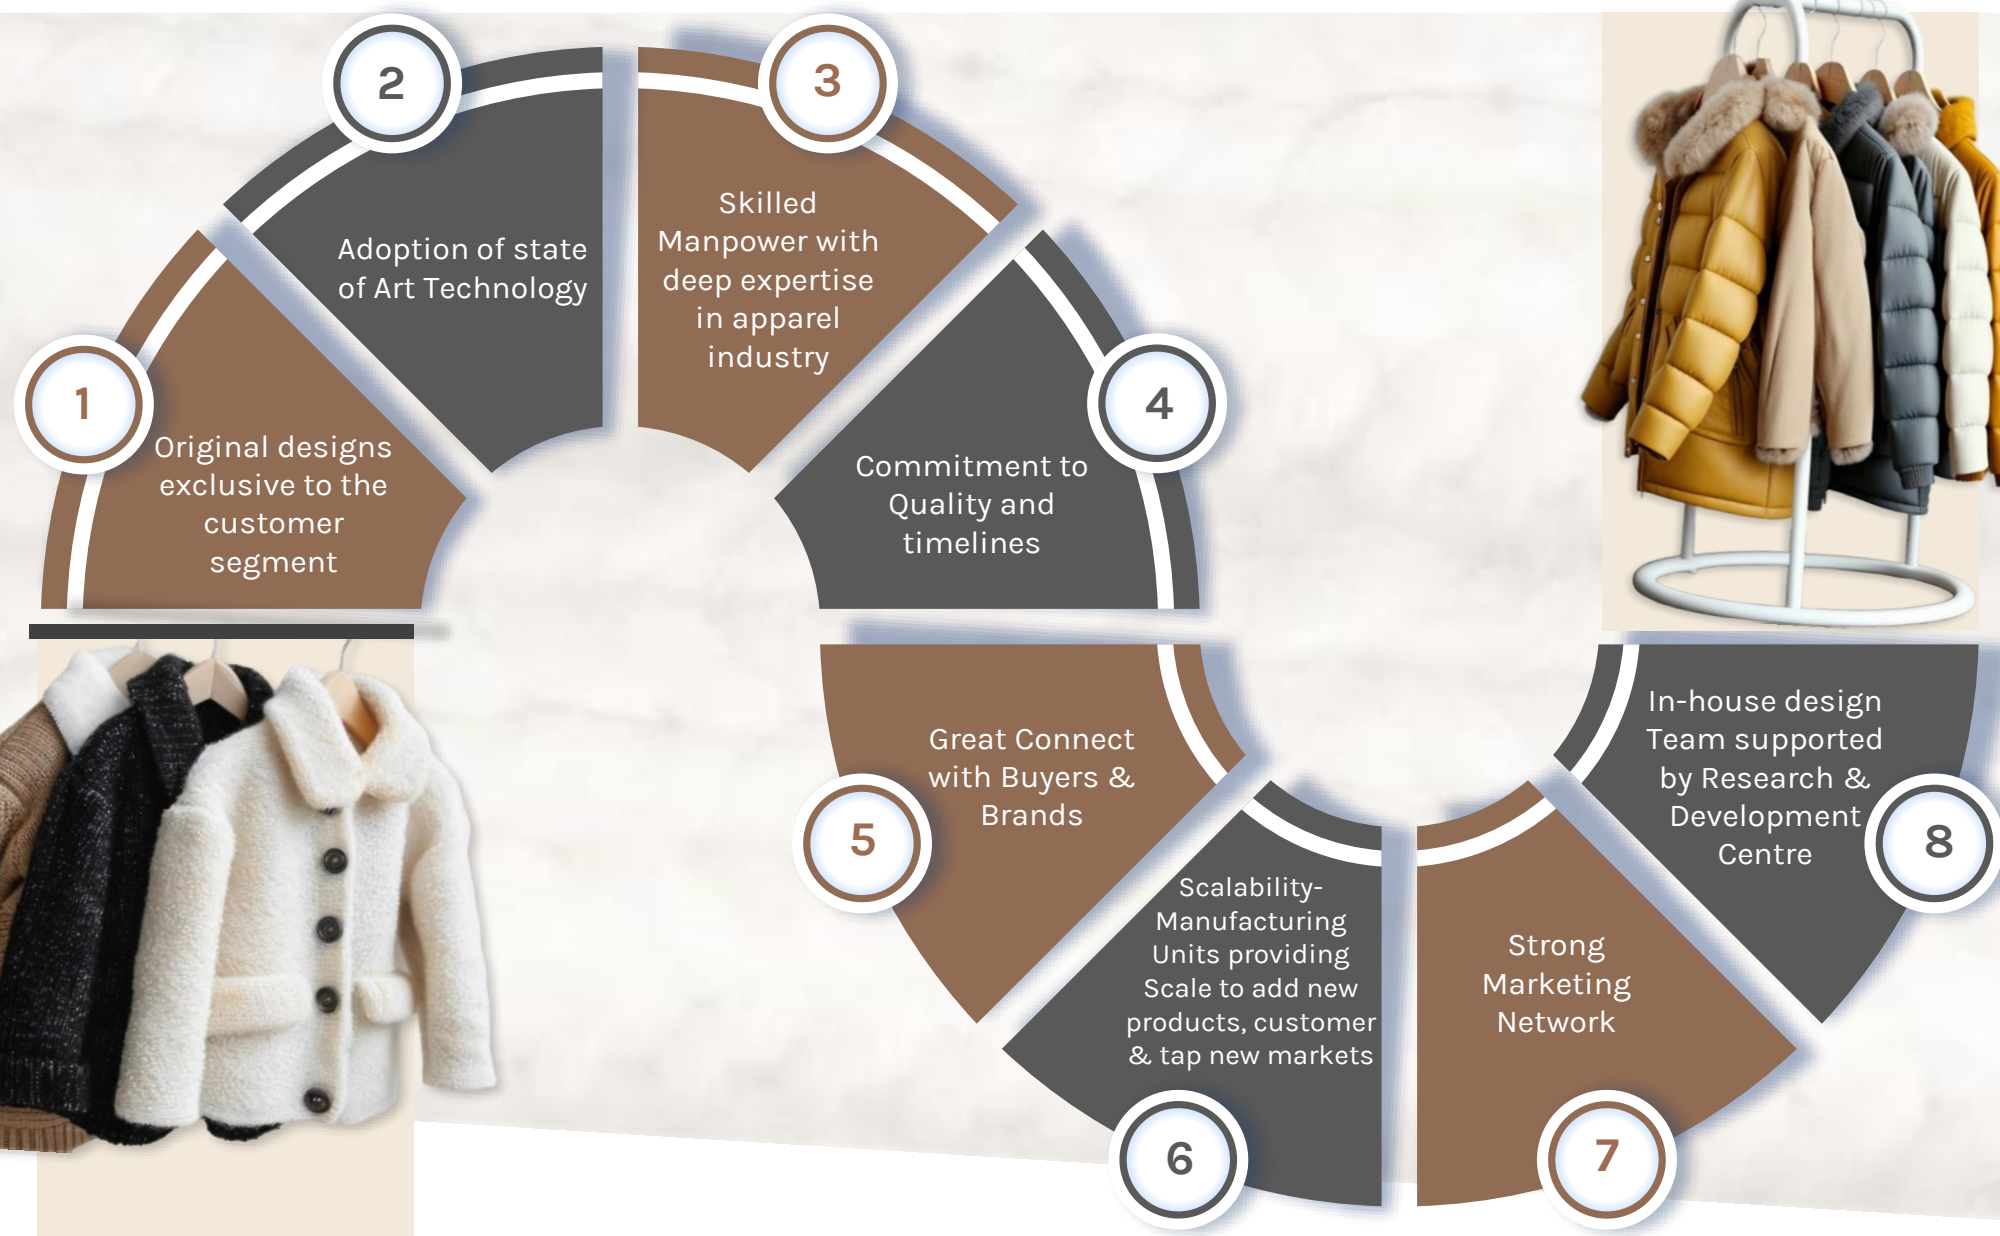 1
Original designs
exclusive to the
customer
segment
2
Adoption of state
of Art Technology
3
Skilled
Manpower with
deep expertise
in apparel
industry
4
Commitment to
Quality and
timelines
5
Great Connect
with Buyers &
Brands
6
Scalability-
Manufacturing
Units providing
Scale to add new
products, customer
& tap new markets
7
Strong
Marketing
Network
8
In-house design
Team supported
by Research &
Development
Centre